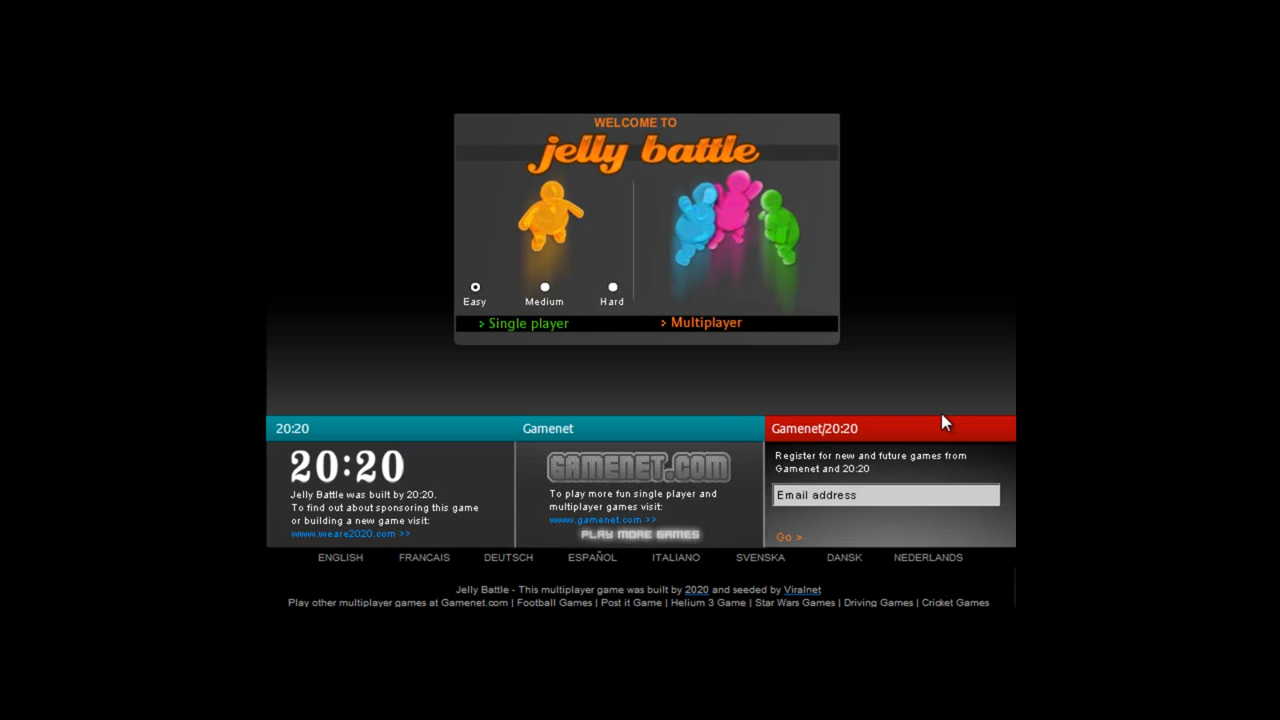 WELCOME TO
jelly battle
Easy
Medium
Hard
> Single player
> Multiplayer
20:20
Gamenet
Gamenet/20:20
20:20
Jelly Battle was built by 20:20.
To find out about sponsoring this game
or building a new game visit:
www.weare2020.com >>
GAMENET.COM
To play more fun single player and
multiplayer games visit:
www.gamenet.com >>
PLAY MORE GAMES
Register for new and future games from
Gamenet and 20:20
Email address
Go >
ENGLISH FRANCAIS DEUTSCH ESPAÑOL ITALIANO SVENSKA DANSK NEDERLANDS
Jelly Battle - This multiplayer game was built by 2020 and seeded by Viralnet
Play other multiplayer games at Gamenet.com | Football Games | Post it Game | Helium 3 Game | Star Wars Games | Driving Games | Cricket Games